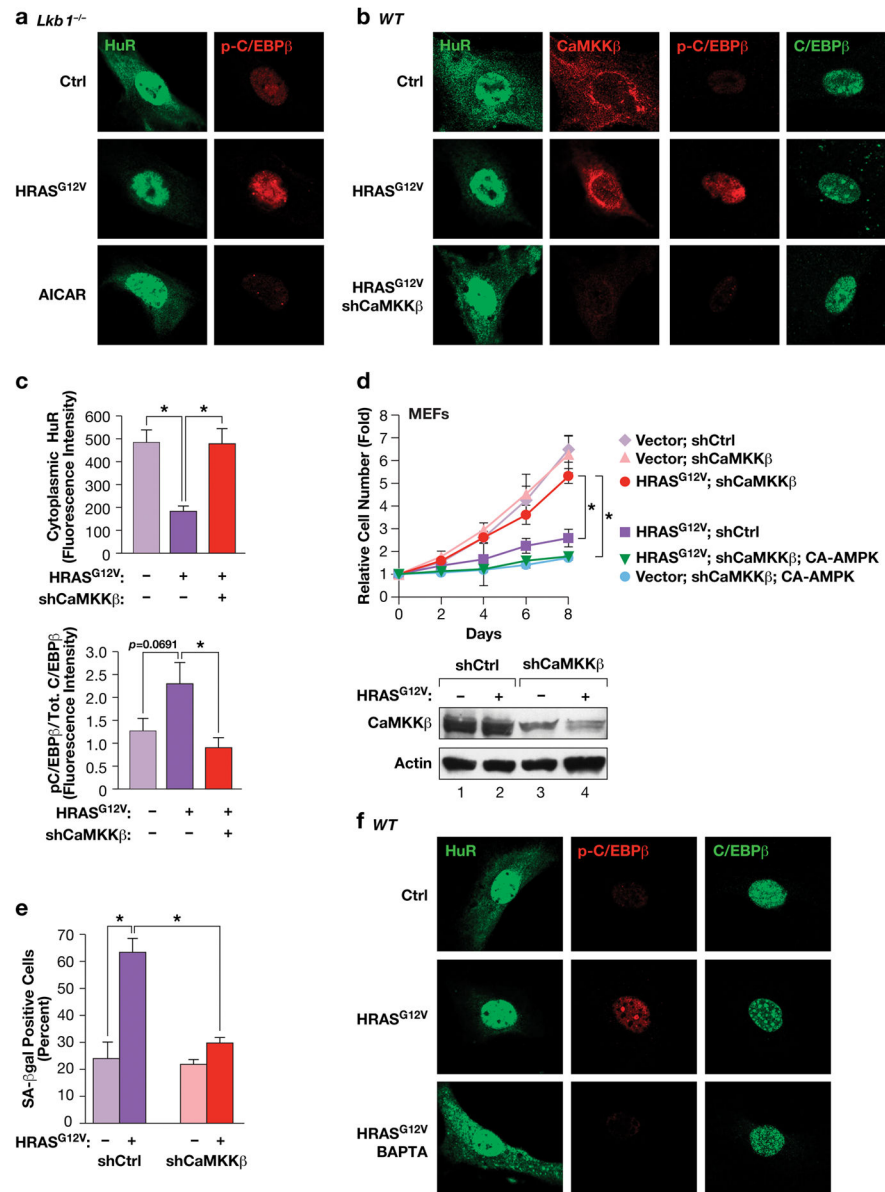 a Lkb 1⁻/⁻
HuR p-C/EBPβ
Ctrl
HRASᴳ¹²ⱽ
AICAR
b WT
HuR CaMKKβ p-C/EBPβ C/EBPβ
Ctrl
HRASᴳ¹²ⱽ
HRASᴳ¹²ⱽ
shCaMKKβ
c
Cytoplasmic HuR
(Fluorescence Intensity)
600
500
400
300
200
100
0
* *
HRASᴳ¹²ⱽ: – + +
shCaMKKβ: – – +
pC/EBPβ/Tot. C/EBPβ
(Fluorescence Intensity)
3.0
2.5
2.0
1.5
1.0
0.5
0
p=0.0691 *
HRASᴳ¹²ⱽ: – + +
shCaMKKβ: – – +
d
MEFs
Relative Cell Number (Fold)
8
7
6
5
4
3
2
1
0
0 2 4 6 8
Days
Vector; shCtrl
Vector; shCaMKKβ
HRASᴳ¹²ⱽ; shCaMKKβ
* *
HRASᴳ¹²ⱽ; shCtrl
HRASᴳ¹²ⱽ; shCaMKKβ; CA-AMPK
Vector; shCaMKKβ; CA-AMPK
shCtrl shCaMKKβ
HRASᴳ¹²ⱽ: – + – +
CaMKKβ
Actin
1 2 3 4
e
SA-βgal Positive Cells
(Percent)
70
60
50
40
30
20
10
0
* *
HRASᴳ¹²ⱽ: – + – +
shCtrl shCaMKKβ
f WT
HuR p-C/EBPβ C/EBPβ
Ctrl
HRASᴳ¹²ⱽ
HRASᴳ¹²ⱽ
BAPTA